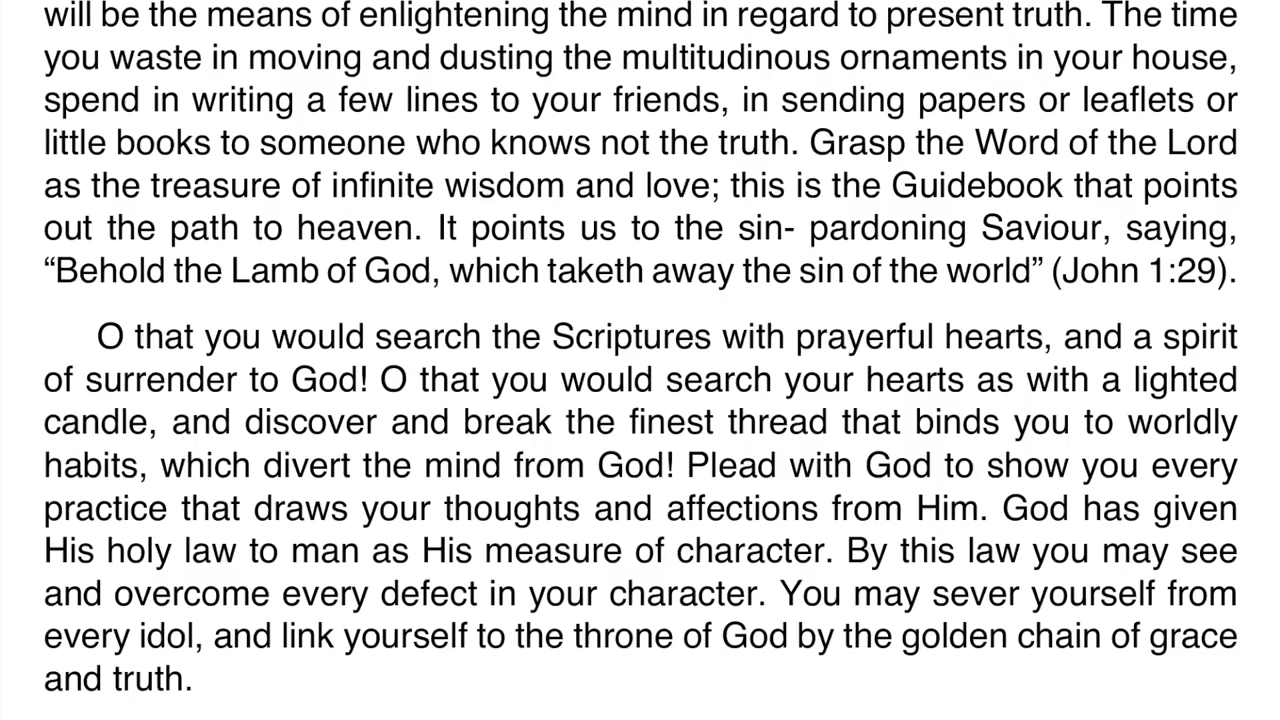 will be the means of enlightening the mind in regard to present truth. The time
you waste in moving and dusting the multitudinous ornaments in your house,
spend in writing a few lines to your friends, in sending papers or leaflets or
little books to someone who knows not the truth. Grasp the Word of the Lord
as the treasure of infinite wisdom and love; this is the Guidebook that points
out the path to heaven. It points us to the sin- pardoning Saviour, saying,
“Behold the Lamb of God, which taketh away the sin of the world” (John 1:29).
O that you would search the Scriptures with prayerful hearts, and a spirit
of surrender to God! O that you would search your hearts as with a lighted
candle, and discover and break the finest thread that binds you to worldly
habits, which divert the mind from God! Plead with God to show you every
practice that draws your thoughts and affections from Him. God has given
His holy law to man as His measure of character. By this law you may see
and overcome every defect in your character. You may sever yourself from
every idol, and link yourself to the throne of God by the golden chain of grace
and truth.